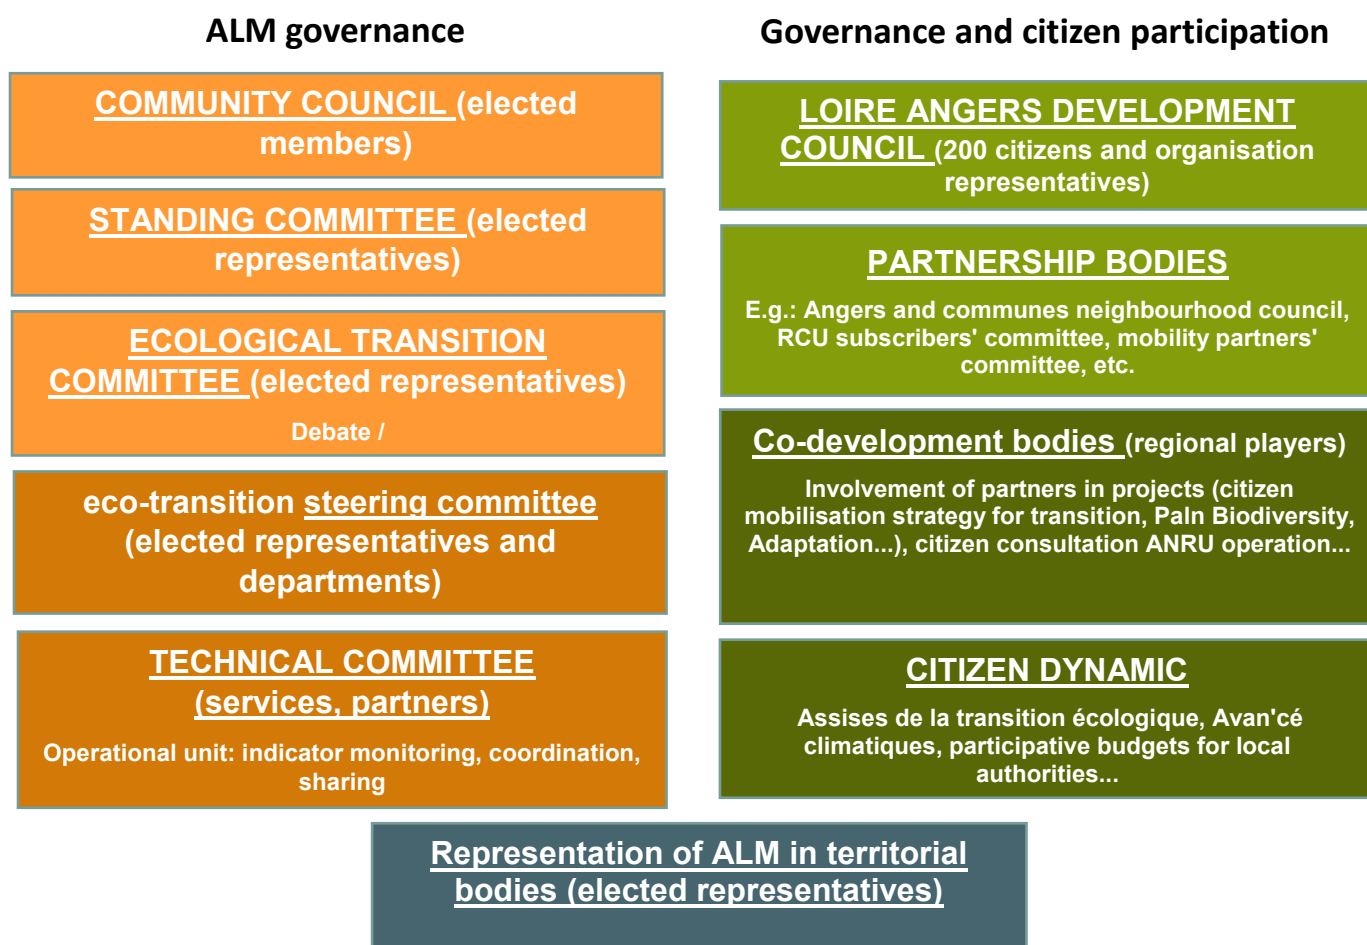 ALM governance
COMMUNITY COUNCIL (elected
members)
STANDING COMMITTEE (elected
representatives)
ECOLOGICAL TRANSITION
COMMITTEE (elected representatives)
Debate /
eco-transition steering committee
(elected representatives and
departments)
TECHNICAL COMMITTEE
(services, partners)
Operational unit: indicator monitoring, coordination,
sharing
Governance and citizen participation
LOIRE ANGERS DEVELOPMENT
COUNCIL (200 citizens and organisation
representatives)
PARTNERSHIP BODIES
E.g.: Angers and communes neighbourhood council,
RCU subscribers' committee, mobility partners'
committee, etc.
Co-development bodies (regional players)
Involvement of partners in projects (citizen
mobilisation strategy for transition, Paln Biodiversity,
Adaptation...), citizen consultation ANRU operation...
CITIZEN DYNAMIC
Assises de la transition écologique, Avan'cé
climatiques, participative budgets for local
authorities...
Representation of ALM in territorial
bodies (elected representatives)